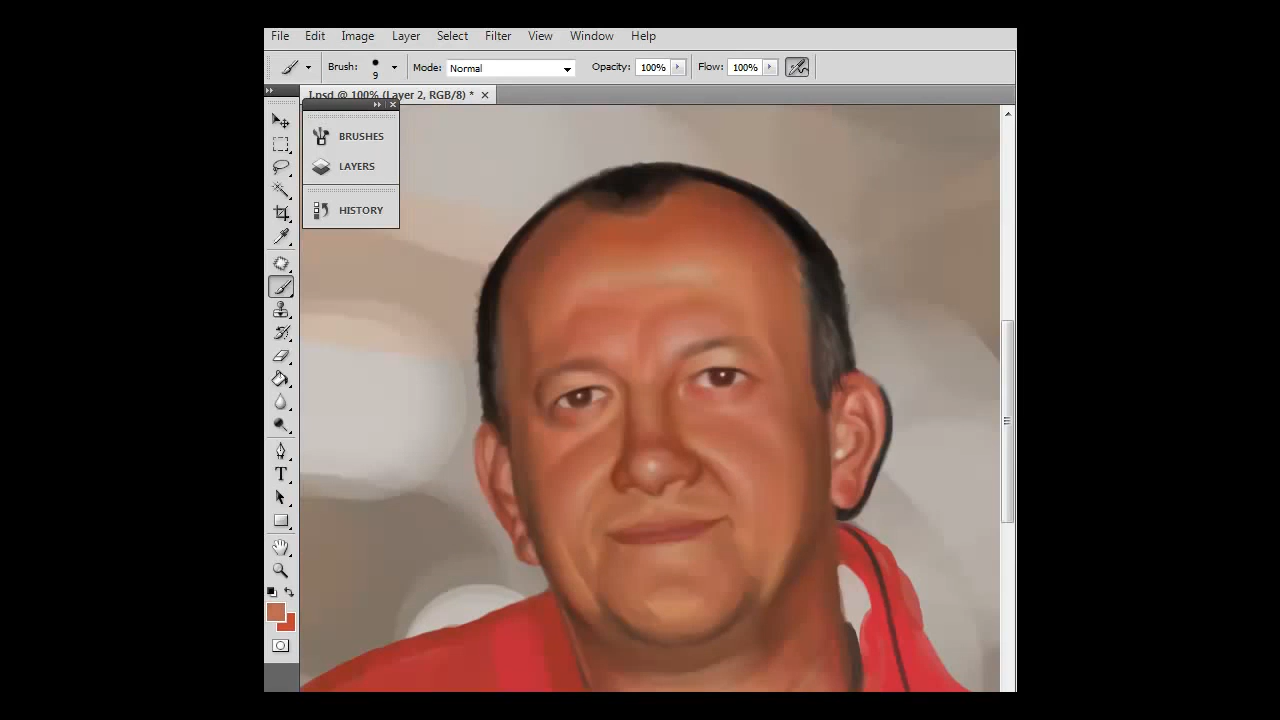 File Edit Image Layer Select Filter View Window Help
Brush: 9 Mode: Normal Opacity: 100% Flow: 100%
J.psd @ 100% (Layer 2, RGB/8) *
BRUSHES
LAYERS
HISTORY